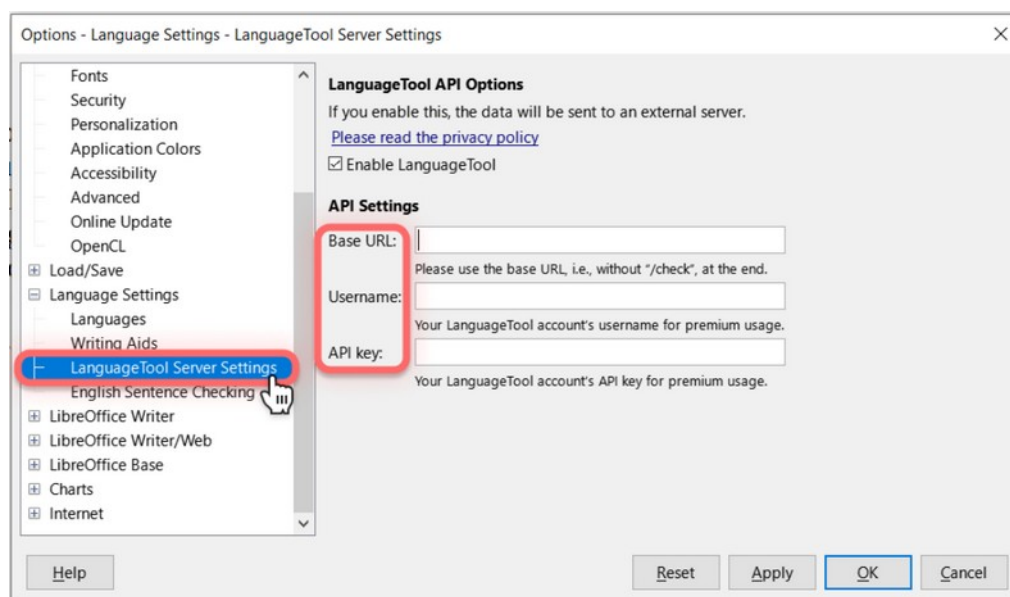 Options - Language Settings - LanguageTool Server Settings
Fonts
Security
Personalization
Application Colors
Accessibility
Advanced
Online Update
OpenCL
Load/Save
Language Settings
Languages
Writing Aids
LanguageTool Server Settings
English Sentence Checking
LibreOffice Writer
LibreOffice Writer/Web
LibreOffice Base
Charts
Internet
LanguageTool API Options
If you enable this, the data will be sent to an external server.
Please read the privacy policy
Enable LanguageTool
API Settings
Base URL:
Please use the base URL, i.e., without "/check", at the end.
Username:
Your LanguageTool account's username for premium usage.
API key:
Your LanguageTool account's API key for premium usage.
Help
Reset
Apply
OK
Cancel